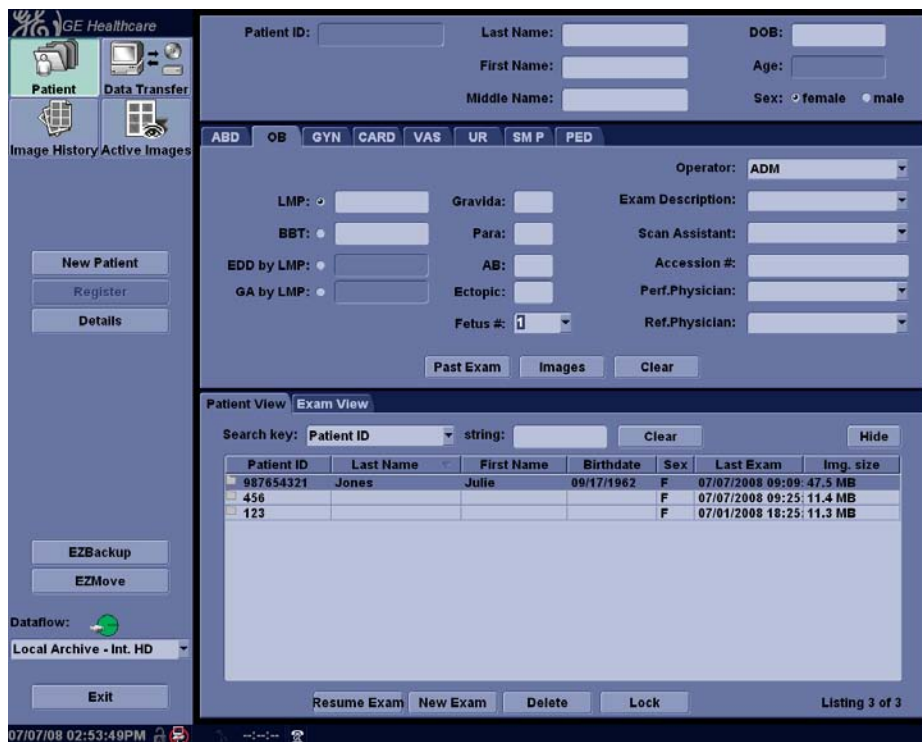 GE Healthcare
Patient
Data Transfer
Image History
Active Images
New Patient
Register
Details
EZBackup
EZMove
Dataflow:
Local Archive - Int. HD
Exit
07/07/08 02:53:49PM
Patient ID:
Last Name:
DOB:
First Name:
Age:
Middle Name:
Sex: female male
ABD OB GYN CARD VAS UR SM P PED
Operator: ADM
LMP:
Gravida:
Exam Description:
BBT:
Para:
Scan Assistant:
EDD by LMP:
AB:
Accession #:
GA by LMP:
Ectopic:
Perf.Physician:
Fetus #: 1
Ref.Physician:
Past Exam Images Clear
Patient View Exam View
Search key: Patient ID string: Clear Hide
Patient ID Last Name First Name Birthdate Sex Last Exam Img. size
987654321 Jones Julie 09/17/1962 F 07/07/2008 09:09: 47.5 MB
456 F 07/07/2008 09:25: 11.4 MB
123 F 07/01/2008 18:25: 11.3 MB
Resume Exam New Exam Delete Lock Listing 3 of 3
--:--:--